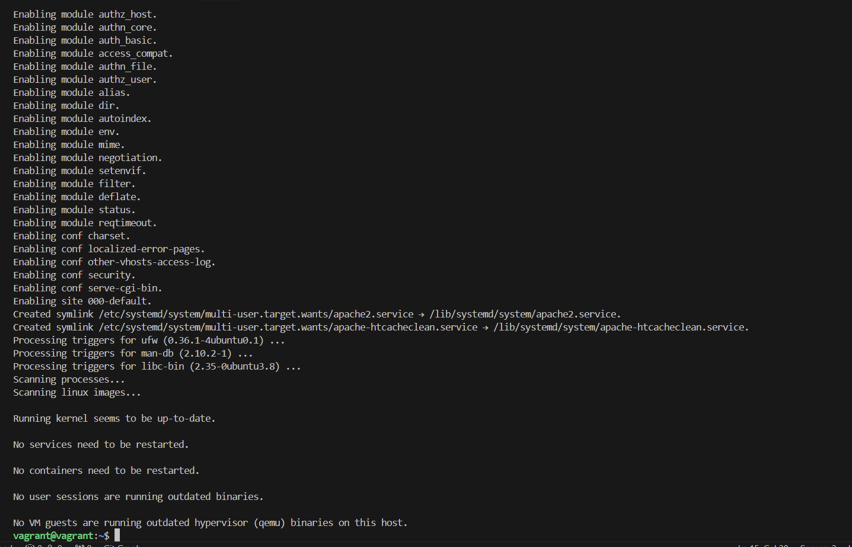 Enabling module authz_host.
Enabling module authn_core.
Enabling module auth_basic.
Enabling module access_compat.
Enabling module authn_file.
Enabling module authz_user.
Enabling module alias.
Enabling module dir.
Enabling module autoindex.
Enabling module env.
Enabling module mime.
Enabling module negotiation.
Enabling module setenvif.
Enabling module filter.
Enabling module deflate.
Enabling module status.
Enabling module reqtimeout.
Enabling conf charset.
Enabling conf localized-error-pages.
Enabling conf other-vhosts-access-log.
Enabling conf security.
Enabling conf serve-cgi-bin.
Enabling site 000-default.
Created symlink /etc/systemd/system/multi-user.target.wants/apache2.service → /lib/systemd/system/apache2.service.
Created symlink /etc/systemd/system/multi-user.target.wants/apache-htcacheclean.service → /lib/systemd/system/apache-htcacheclean.service.
Processing triggers for ufw (0.36.1-4ubuntu0.1) ...
Processing triggers for man-db (2.10.2-1) ...
Processing triggers for libc-bin (2.35-0ubuntu3.8) ...
Scanning processes...
Scanning linux images...
Running kernel seems to be up-to-date.
No services need to be restarted.
No containers need to be restarted.
No user sessions are running outdated binaries.
No VM guests are running outdated hypervisor (qemu) binaries on this host.
vagrant@vagrant:~$